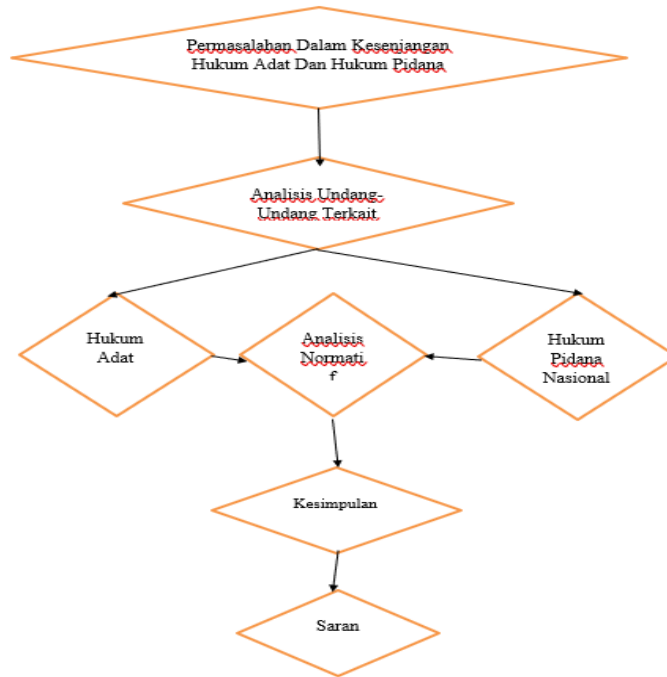 Permasalahan Dalam Kesenjangan
Hukum Adat Dan Hukum Pidana
Analisis Undang-
Undang Terkait
Hukum
Adat
Analisis
Normati
f
Hukum
Pidana
Nasional
Kesimpulan
Saran